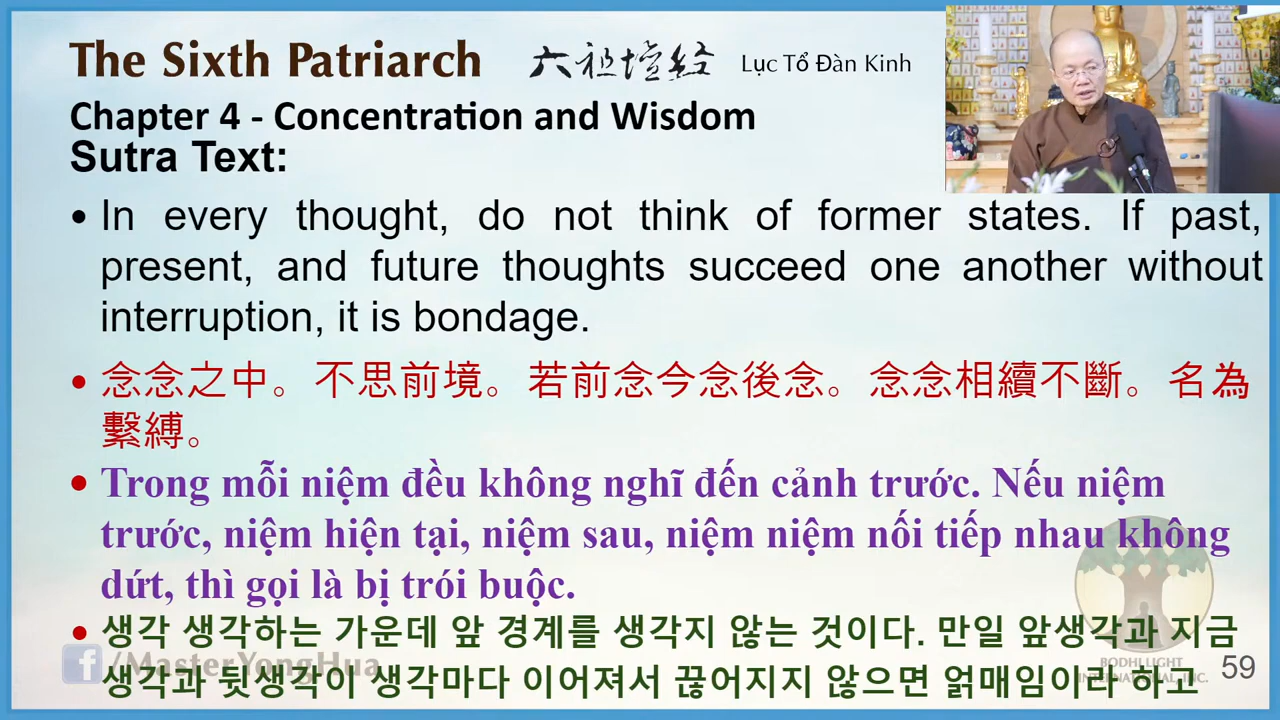 The Sixth Patriarch 六祖壇経 Lục Tổ Đàn Kinh
Chapter 4 - Concentration and Wisdom
Sutra Text:
• In every thought, do not think of former states. If past,
present, and future thoughts succeed one another without
interruption, it is bondage.
• 念念之中。不思前境。若前念今念後念。念念相續不斷。名為
繫縛。
• Trong mỗi niệm đều không nghĩ đến cảnh trước. Nếu niệm
trước, niệm hiện tại, niệm sau, niệm niệm nối tiếp nhau không
dứt, thì gọi là bị trói buộc.
• 생각 생각하는 가운데 앞 경계를 생각지 않는 것이다. 만일 앞생각과 지금
생각과 뒷생각이 생각마다 이어져서 끊어지지 않으면 얽매임이라 하고
f /MasterYongHua
BODHI LIGHT
INTERNATIONAL, INC.
59